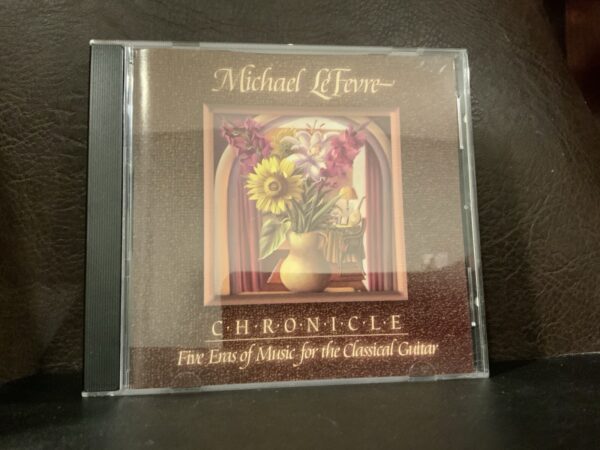 Michael LeFevre
C·H·R·O·N·I·C·L·E
Five Eras of Music for the Classical Guitar